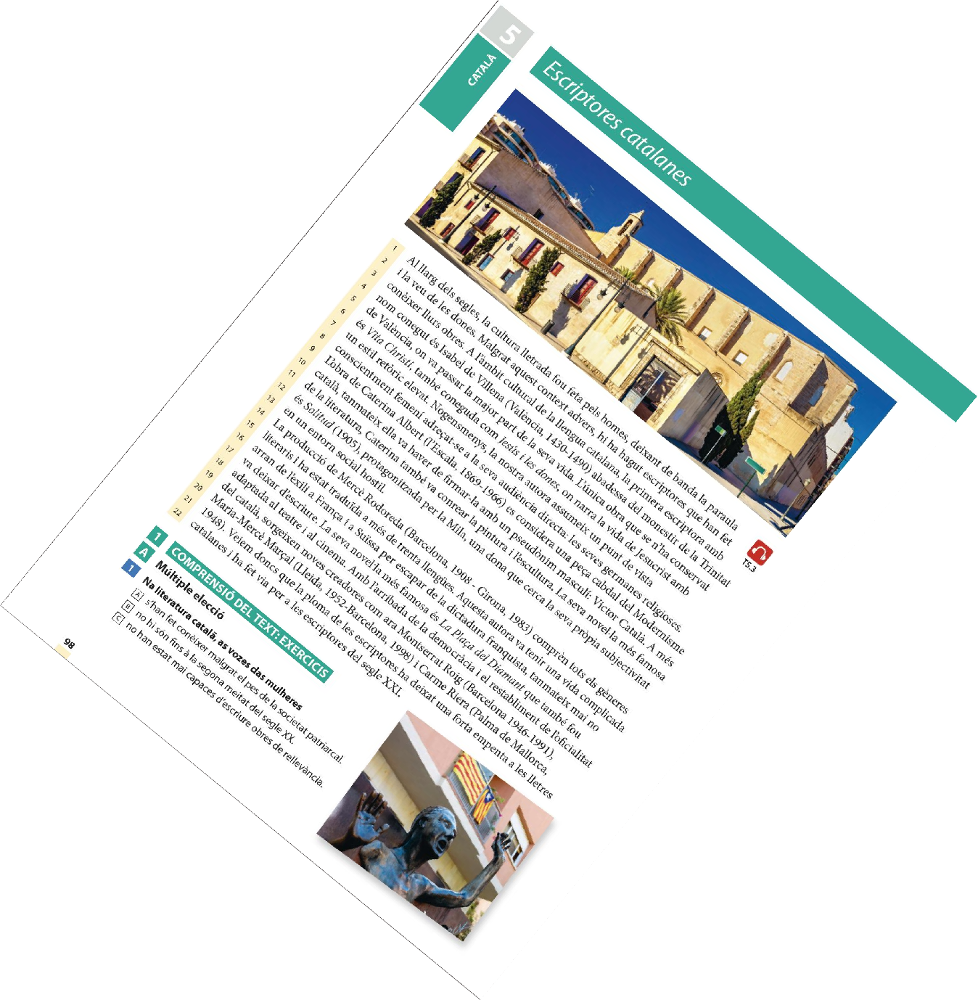 5
CATALÀ
Escriptores catalanes
1 Al llarg dels segles, la cultura lletrada fou feta pels homes, deixant de banda la paraula
2 i la veu de les dones. Malgrat aquest context advers, hi ha hagut escriptores que han fet
3 conèixer llurs obres. A l'àmbit cultural de la llengua catalana, la primera escriptora amb
4 nom conegut és Isabel de Villena (València, 1430-1490) abadessa del monestir de la Trinitat
5 de València, on va passar la major part de la seva vida. L'única obra que se n'ha conservat
6 és Vita Christi, també coneguda com Jesús i les dones, on narra la vida de Jesucrist amb
7 un estil retòric elevat. Nogensmenys, la nostra autora assumeix un punt de vista
8 conscientment femení adreçat-se a la seva audiència directa: les seves germanes religioses.
9 L'obra de Caterina Albert (l'Escala, 1869-1966) es considera una peça cabdal del Modernisme
10 català, tanmateix ella va haver de firmar-la amb un pseudònim masculí: Victor Català. A més
11 de la literatura, Caterina també va conrear la pintura i l'escultura. La seva novel·la més famosa
12 és Solitud (1905), protagonitzada per la Mila, una dona que cerca la seva pròpia subjectivitat
13 en un entorn social hostil.
14 La producció de Mercè Rodoreda (Barcelona, 1908 - Girona, 1983) comprèn tots els gèneres
15 literaris i ha estat traduïda a més de trenta llengües. Aquesta autora va tenir una vida complicada
16 arran de l'exili a França i a Suïssa per escapar de la dictadura franquista, tanmateix mai no
17 va deixar d'escriure. La seva novel·la més famosa és La Plaça del Diamant que també fou
18 adaptada al teatre i al cinema. Amb l'arribada de la democràcia i el restabliment de l'oficialitat
19 del català, sorgeixen noves creadores com ara Montserrat Roig (Barcelona 1946-1991),
20 Maria-Mercè Marçal (Lleida, 1952-Barcelona, 1998) i Carme Riera (Palma de Mallorca,
21 1948). Veiem doncs que la ploma de les escriptores ha deixat una forta empenta a les lletres
22 catalanes i ha fet via per a les escriptores del segle XXI.
T5.3
1 COMPRENSIÓ DEL TEXT: EXERCICIS
A Múltiple elecció
1 Na literatura catalã, as vozes das mulheres
A s'han fet conèixer malgrat el pes de la societat patriarcal.
B no hi son fins à la segona meitat del segle XX.
C no han estat mai capaces d'escriure obres de rellevància.
98